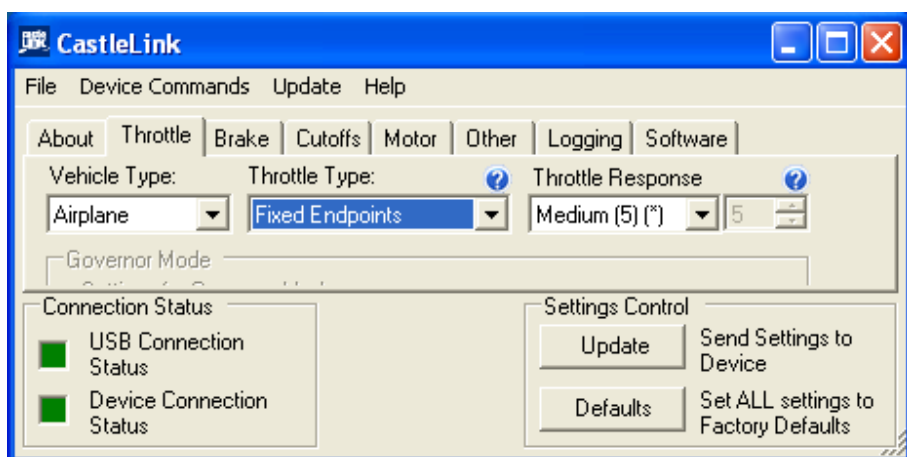 CastleLink
File Device Commands Update Help
About Throttle Brake Cutoffs Motor Other Logging Software
Vehicle Type: Throttle Type: Throttle Response
Airplane Fixed Endpoints Medium (5) (*) 5
Governor Mode
Connection Status
USB Connection
Status
Device Connection
Status
Settings Control
Update
Send Settings to
Device
Defaults
Set ALL settings to
Factory Defaults